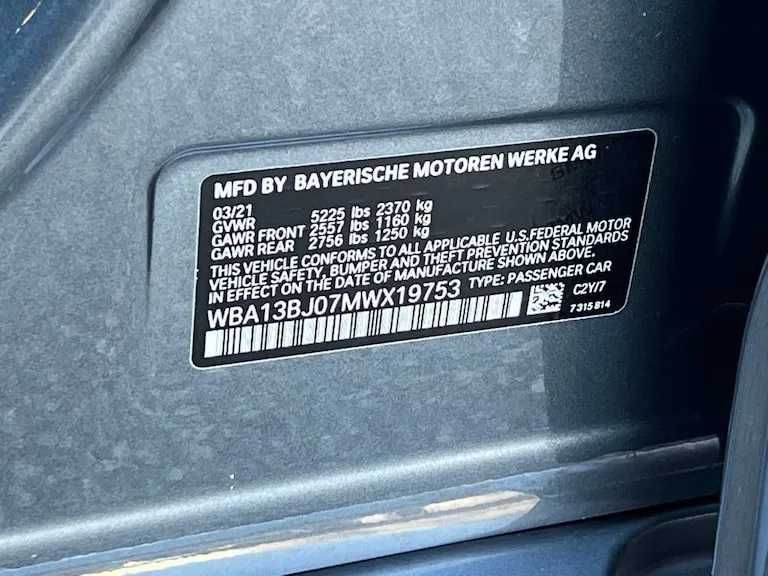 MFD BY BAYERISCHE MOTOREN WERKE AG
03/21
GVWR 5225 lbs 2370 kg
GAWR FRONT 2557 lbs 1160 kg
GAWR REAR 2756 lbs 1250 kg
THIS VEHICLE CONFORMS TO ALL APPLICABLE U.S.FEDERAL MOTOR
VEHICLE SAFETY, BUMPER AND THEFT PREVENTION STANDARDS
IN EFFECT ON THE DATE OF MANUFACTURE SHOWN ABOVE.
WBA13BJ07MWX19753 TYPE: PASSENGER CAR
C2Y/7
7315814